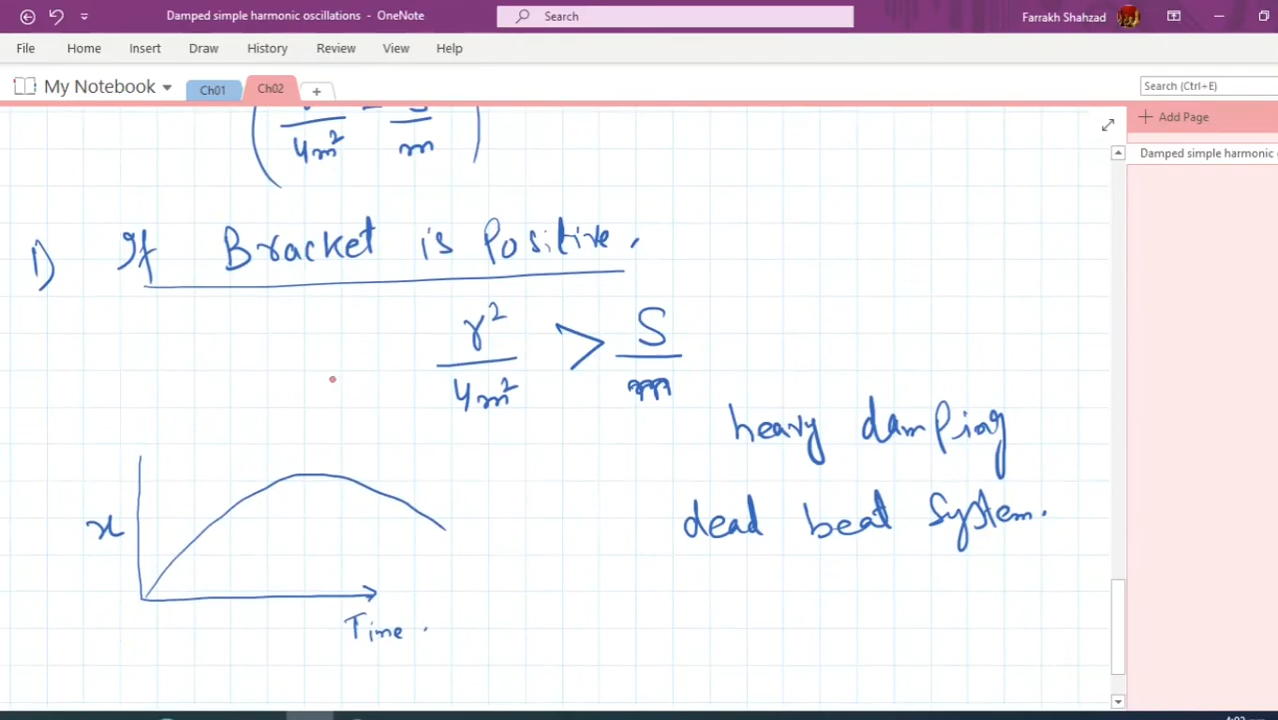 Damped simple harmonic oscillations - OneNote
Search
Farrakh Shahzad
File Home Insert Draw History Review View Help
My Notebook Ch01 Ch02 +
Search (Ctrl+E)
Add Page
Damped simple harmonic
4m² m
1) If Bracket is Positive.
r² > S
4m² m
heavy damping
dead beat system.
x
Time